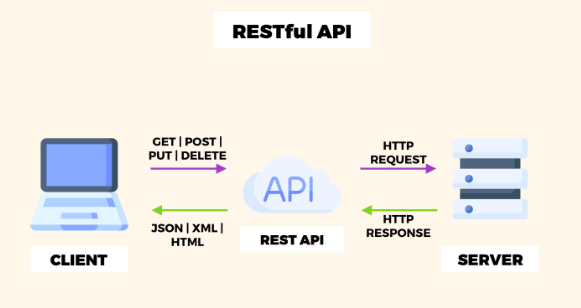 RESTful API
GET | POST |
PUT | DELETE
HTTP
REQUEST
API
JSON | XML |
HTML
HTTP
RESPONSE
REST API
CLIENT
SERVER